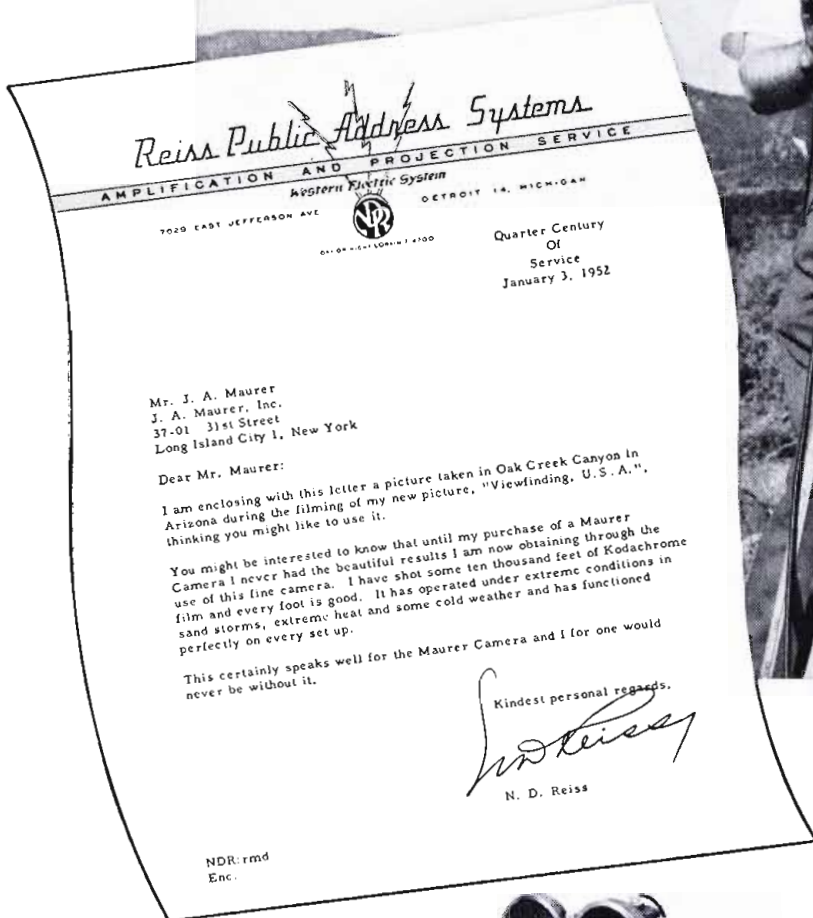 Reiss Public Address Systems
AMPLIFICATION AND PROJECTION SERVICE
Western Electric System
7029 EAST JEFFERSON AVE
DETROIT 14, MICHIGAN
NDR
Quarter Century
Of
Service
January 3, 1952
Mr. J. A. Maurer
J. A. Maurer, Inc.
37-01 31st Street
Long Island City 1, New York
Dear Mr. Maurer:
I am enclosing with this letter a picture taken in Oak Creek Canyon in
Arizona during the filming of my new picture, "Viewfinding, U.S.A.",
thinking you might like to use it.
You might be interested to know that until my purchase of a Maurer
Camera I never had the beautiful results I am now obtaining through the
use of this fine camera. I have shot some ten thousand feet of Kodachrome
film and every foot is good. It has operated under extreme conditions in
sand storms, extreme heat and some cold weather and has functioned
perfectly on every set up.
This certainly speaks well for the Maurer Camera and I for one would
never be without it.
Kindest personal regards,
N D Reiss
N. D. Reiss
NDR:rmd
Enc.